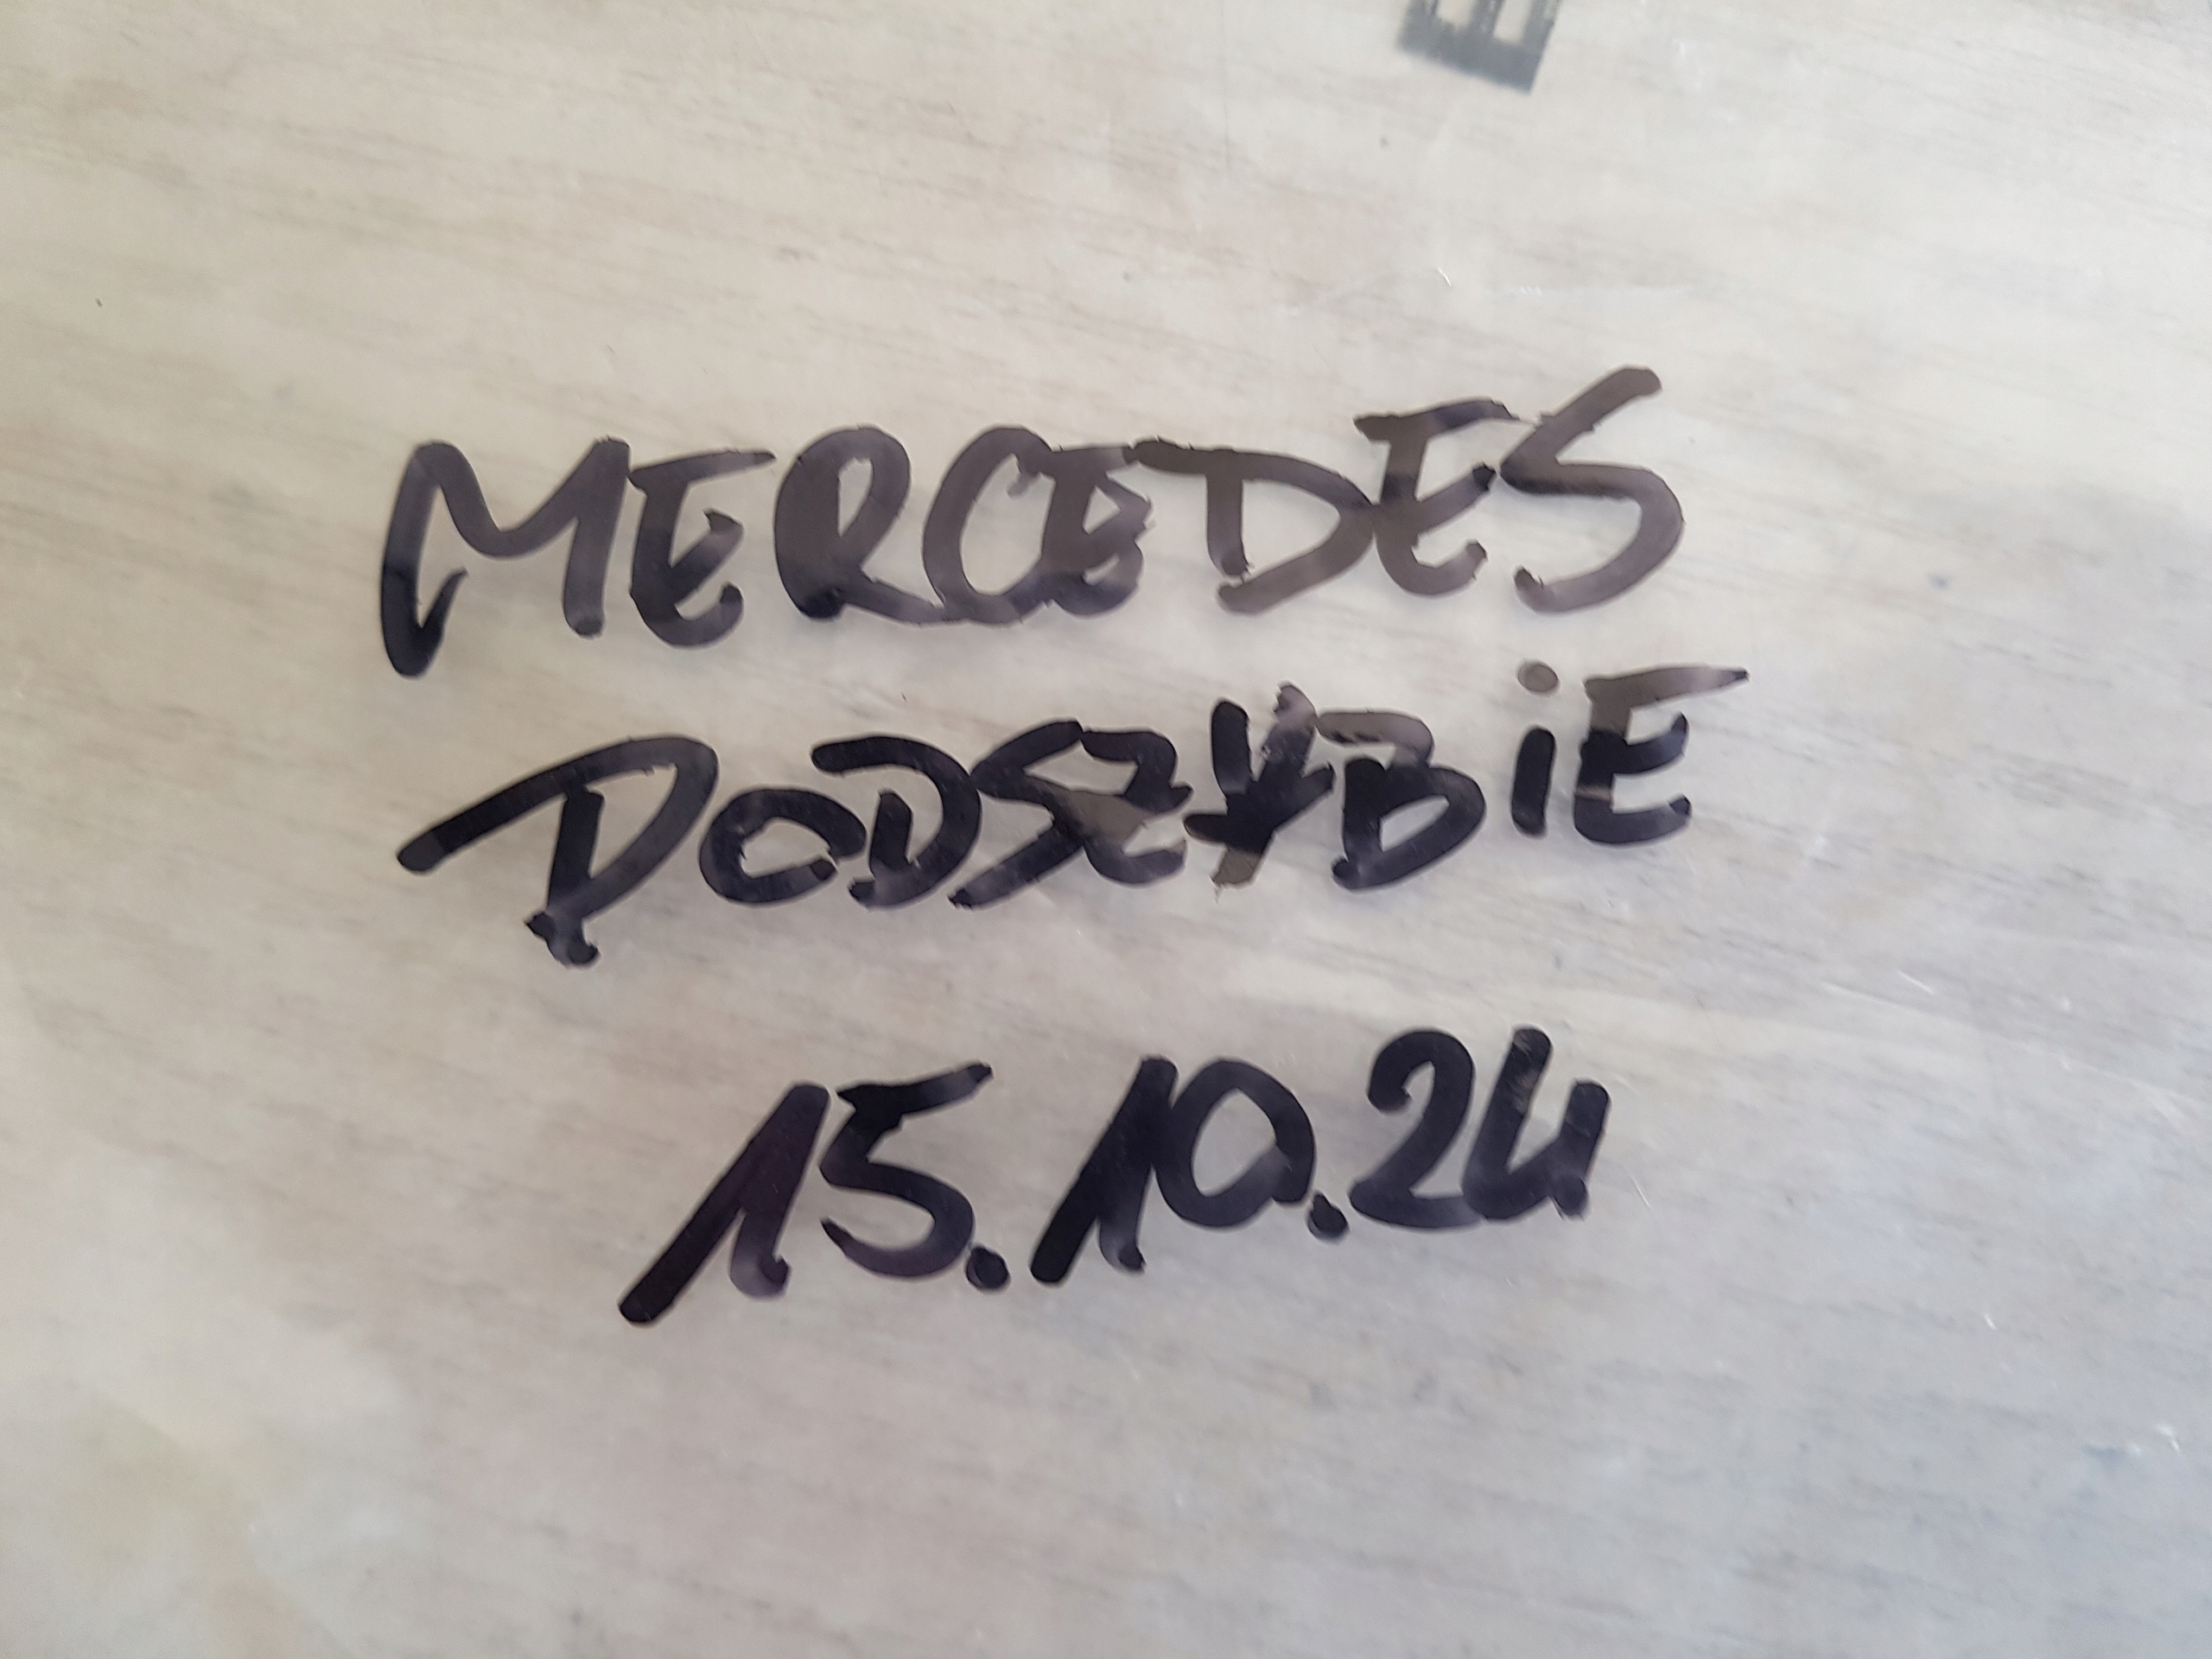 MERCEDES
PODSZYBiE
15.10.24